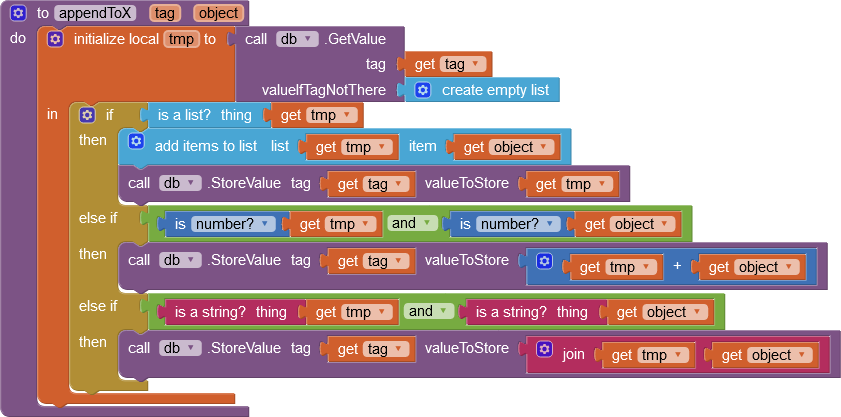 to appendToX tag object
do initialize local tmp to call db .GetValue
tag get tag
valueIfTagNotThere create empty list
in if is a list? thing get tmp
then add items to list list get tmp item get object
call db .StoreValue tag get tag valueToStore get tmp
else if is number? get tmp and is number? get object
then call db .StoreValue tag get tag valueToStore get tmp + get object
else if is a string? thing get tmp and is a string? thing get object
then call db .StoreValue tag get tag valueToStore join get tmp get object